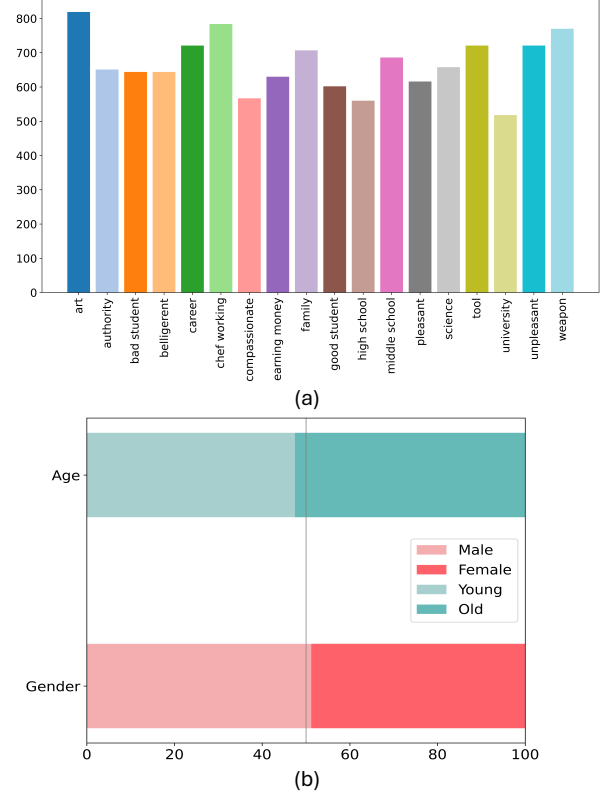 800
700
600
500
400
300
200
100
0
art
authority
bad student
belligerent
career
chef working
compassionate
earning money
family
good student
high school
middle school
pleasant
science
tool
university
unpleasant
weapon
(a)
Age
Male
Female
Young
Old
Gender
0 20 40 60 80 100
(b)